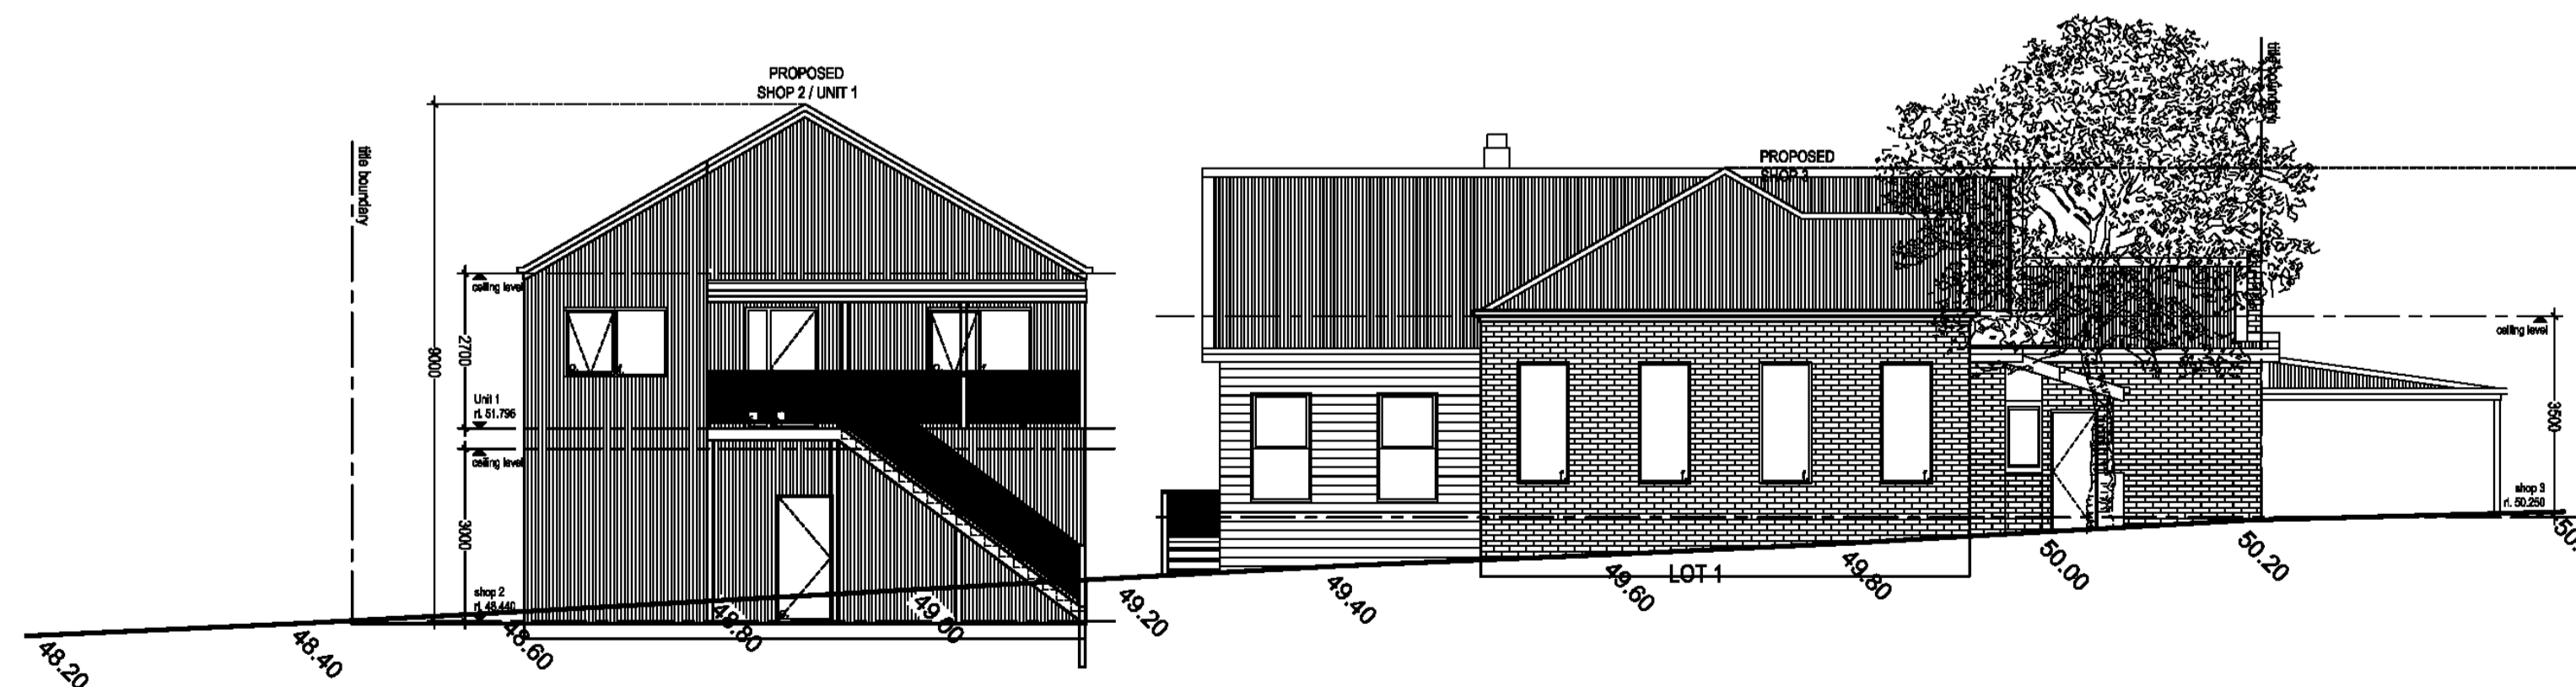 PROPOSED
SHOP 2 / UNIT 1
title boundary
9000
ceiling level
2700
Unit 1
rl. 51.796
ceiling level
3000
shop 2
rl. 48.440
PROPOSED
SHOP 3
title boundary
ceiling level
3500
shop 3
rl. 50.250
LOT 1
48.20
48.40
48.60
48.80
49.00
49.20
49.40
49.60
49.80
50.00
50.20